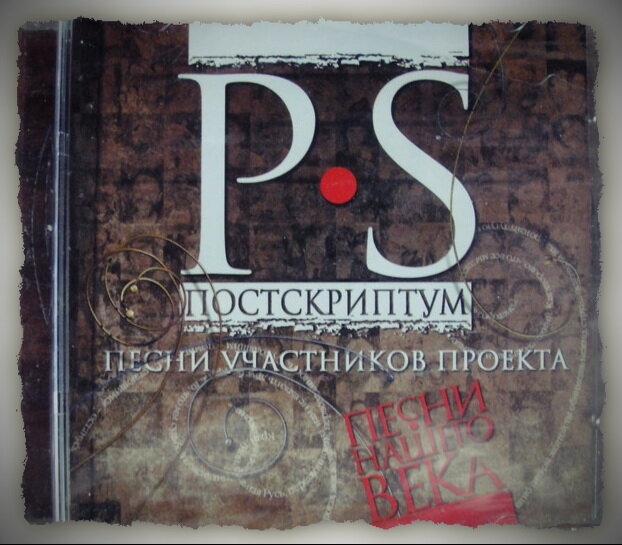 P•S
ПОСТСКРИПТУМ
ПЕСНИ УЧАСТНИКОВ ПРОЕКТА
ПЕСНИ
НАШЕГО
ВЕКА